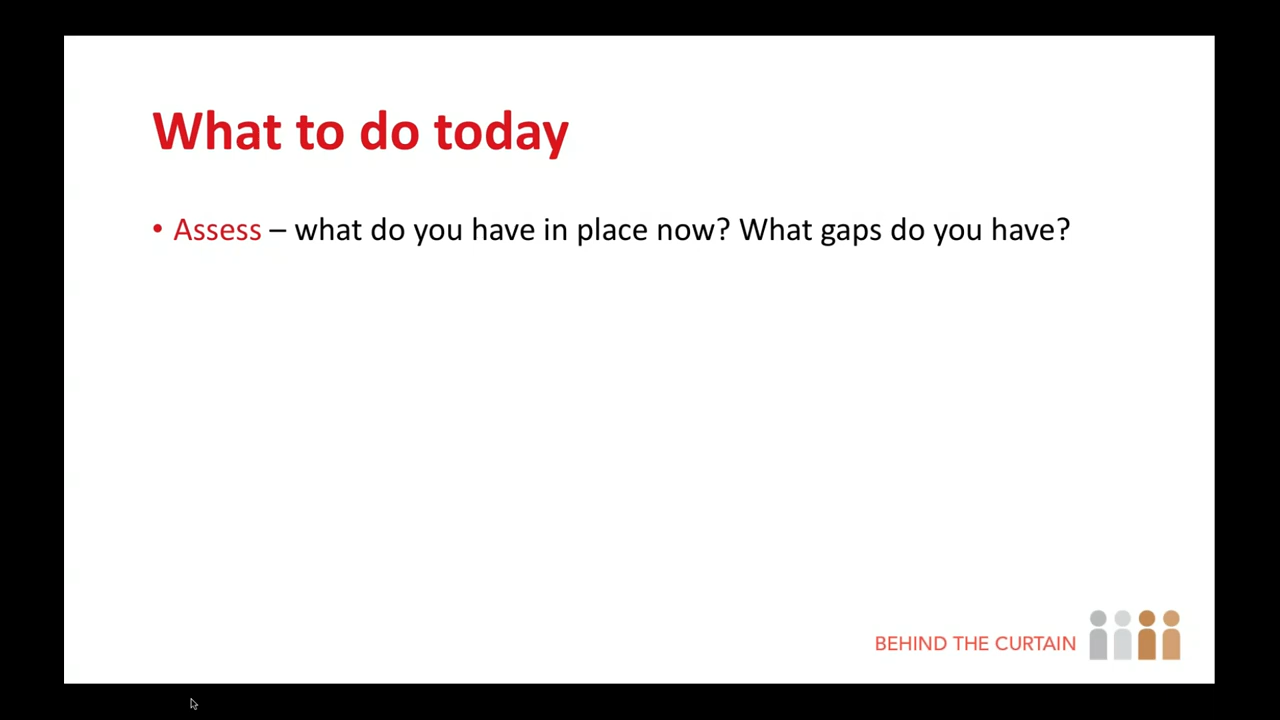 What to do today
• Assess – what do you have in place now? What gaps do you have?
BEHIND THE CURTAIN